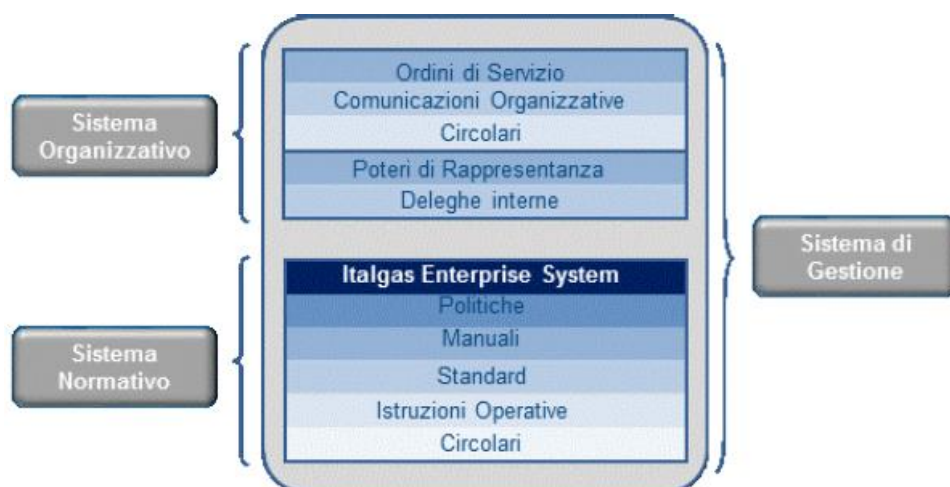 Sistema
Organizzativo
Ordini di Servizio
Comunicazioni Organizzative
Circolari
Poteri di Rappresentanza
Deleghe interne
Sistema di
Gestione
Sistema
Normativo
Italgas Enterprise System
Politiche
Manuali
Standard
Istruzioni Operative
Circolari